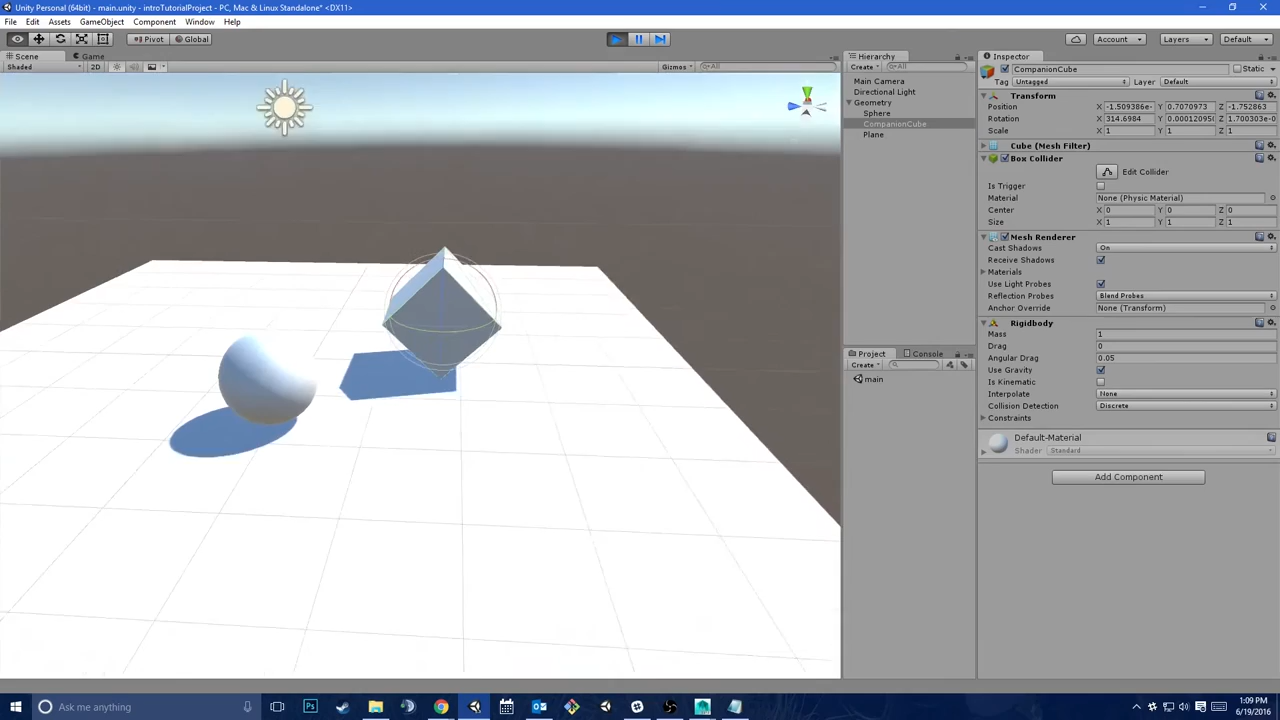 Unity Personal (64bit) - main.unity - introTutorialProject - PC, Mac & Linux Standalone* <DX11>
File Edit Assets GameObject Component Window Help
Pivot Global Account Layers Default
Scene Game
Shaded 2D Gizmos All
Hierarchy
Create All
Main Camera
Directional Light
Geometry
Sphere
CompanionCube
Plane
Project Console
Create
main
Inspector
CompanionCube Static
Tag Untagged Layer Default
Transform
Position X -1.509386e- Y 0.7070973 Z -1.752863
Rotation X 314.6984 Y 0.000120950 Z 1.700303e-0
Scale X 1 Y 1 Z 1
Cube (Mesh Filter)
Box Collider
Edit Collider
Is Trigger
Material None (Physic Material)
Center X 0 Y 0 Z 0
Size X 1 Y 1 Z 1
Mesh Renderer
Cast Shadows On
Receive Shadows
Materials
Use Light Probes
Reflection Probes Blend Probes
Anchor Override None (Transform)
Rigidbody
Mass 1
Drag 0
Angular Drag 0.05
Use Gravity
Is Kinematic
Interpolate None
Collision Detection Discrete
Constraints
Default-Material
Shader Standard
Add Component
Ask me anything
1:09 PM
6/19/2016